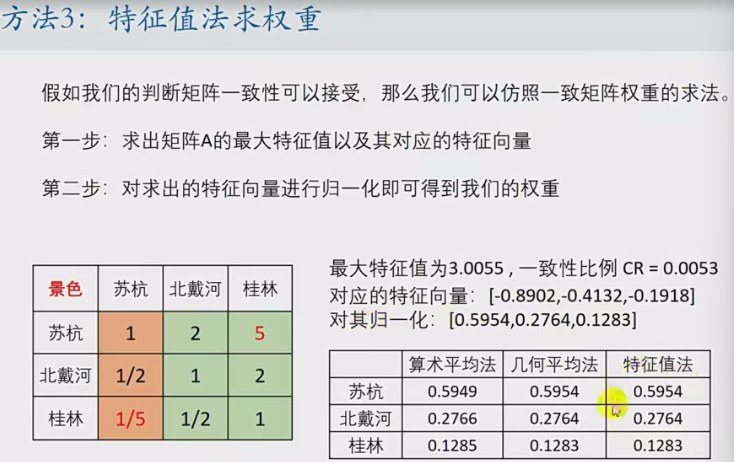 方法3：特征值法求权重
假如我们的判断矩阵一致性可以接受，那么我们可以仿照一致矩阵权重的求法。
第一步：求出矩阵A的最大特征值以及其对应的特征向量
第二步：对求出的特征向量进行归一化即可得到我们的权重
景色 苏杭 北戴河 桂林
苏杭 1 2 5
北戴河 1/2 1 2
桂林 1/5 1/2 1
最大特征值为3.0055，一致性比例 CR = 0.0053
对应的特征向量：[-0.8902,-0.4132,-0.1918]
对其归一化：[0.5954,0.2764,0.1283]
算术平均法 几何平均法 特征值法
苏杭 0.5949 0.5954 0.5954
北戴河 0.2766 0.2764 0.2764
桂林 0.1285 0.1283 0.1283